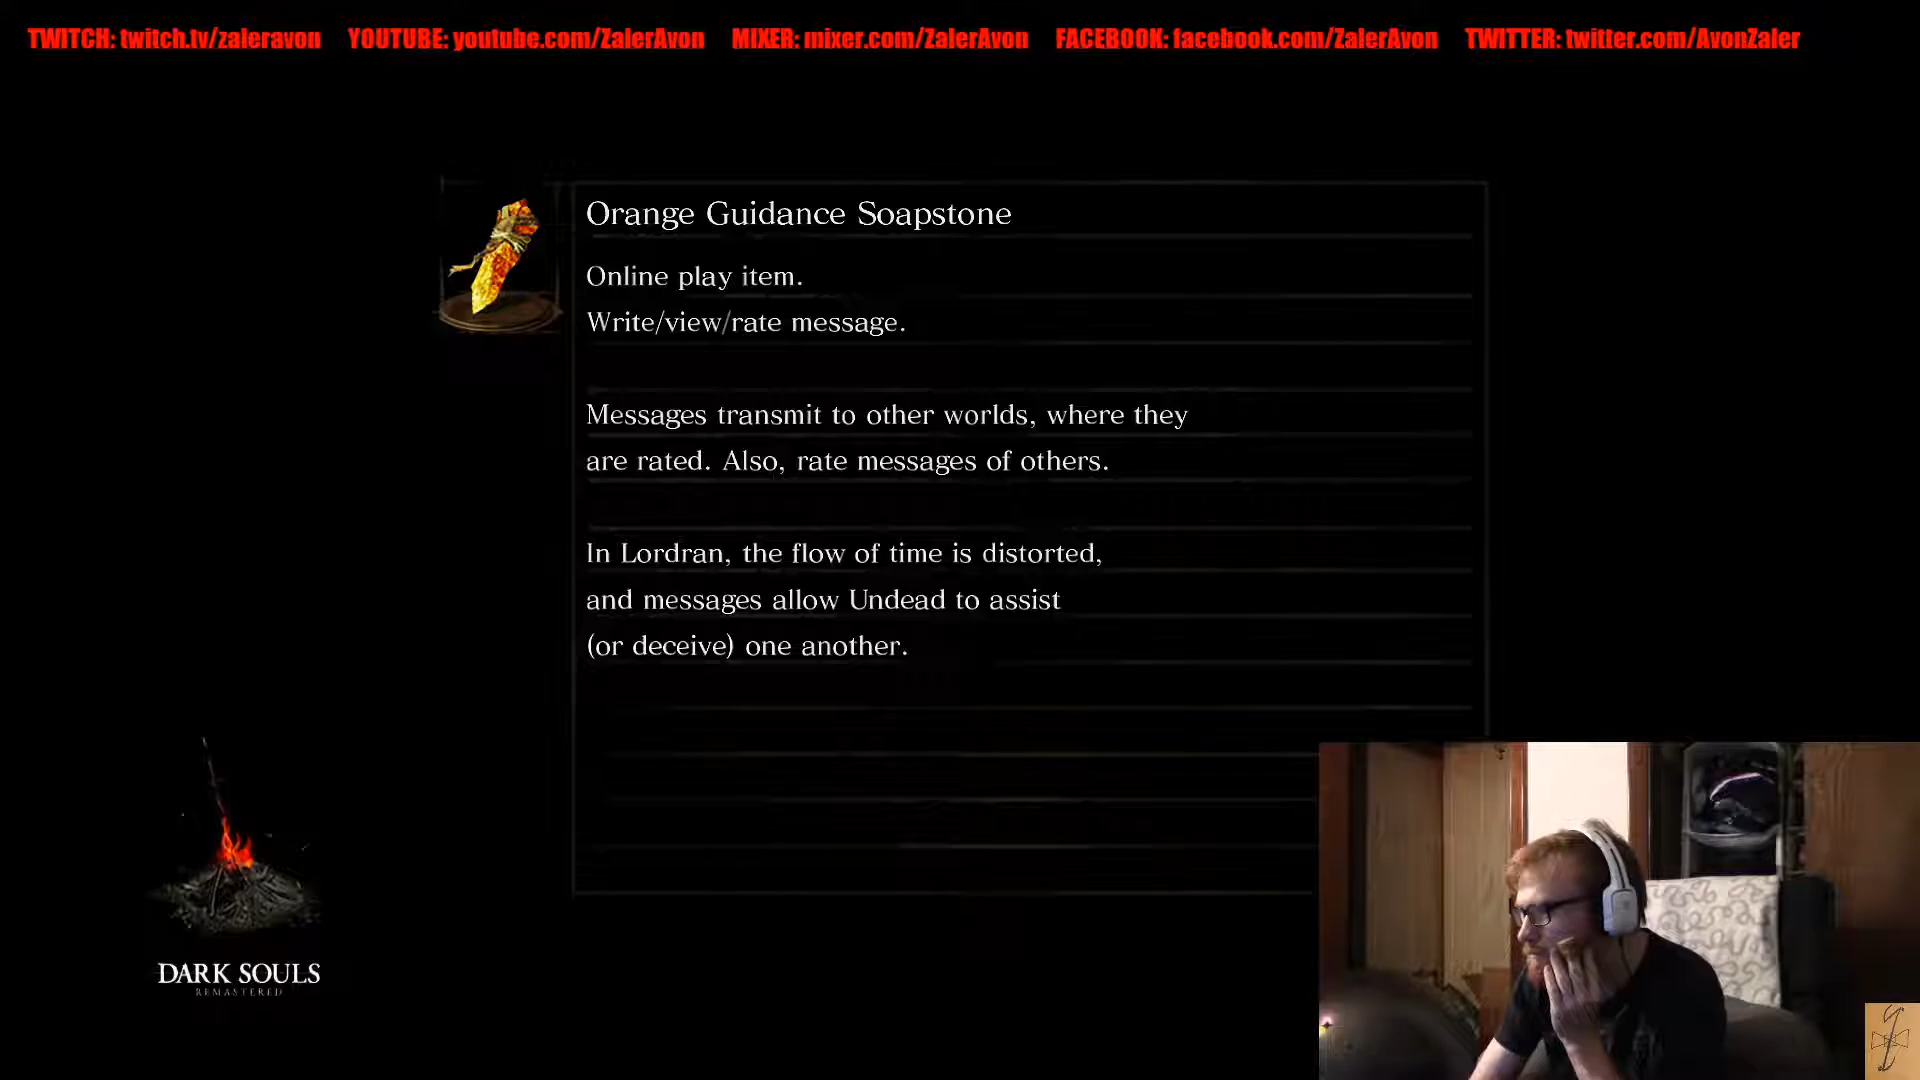 TWITCH: twitch.tv/zaleravon YOUTUBE: youtube.com/ZalerAvon MIXER: mixer.com/ZalerAvon FACEBOOK: facebook.com/ZalerAvon TWITTER: twitter.com/AvonZaler
Orange Guidance Soapstone
Online play item.
Write/view/rate message.
Messages transmit to other worlds, where they
are rated. Also, rate messages of others.
In Lordran, the flow of time is distorted,
and messages allow Undead to assist
(or deceive) one another.
DARK SOULS
REMASTERED